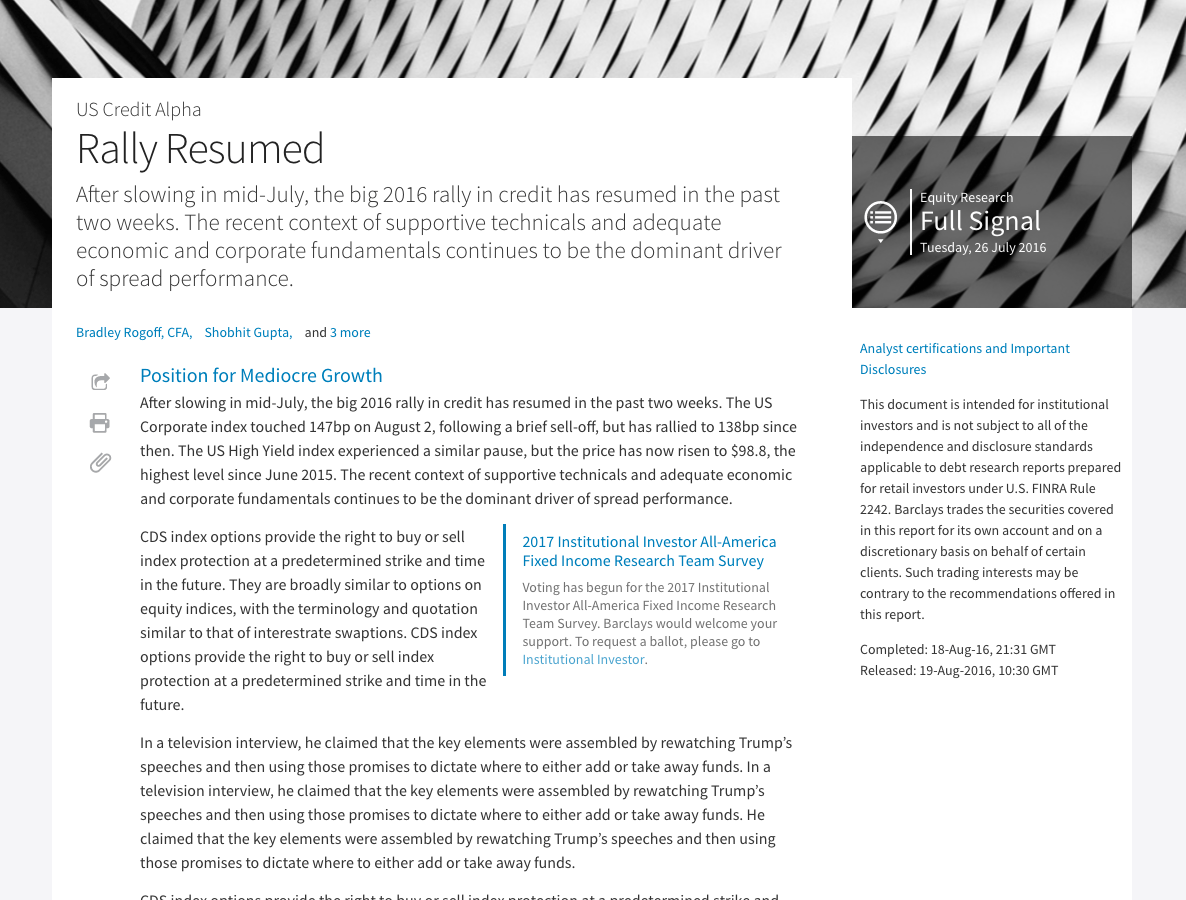 US Credit Alpha
Rally Resumed
After slowing in mid-July, the big 2016 rally in credit has resumed in the past
two weeks. The recent context of supportive technicals and adequate
economic and corporate fundamentals continues to be the dominant driver
of spread performance.
Bradley Rogoff, CFA, Shobhit Gupta, and 3 more
Equity Research
Full Signal
Tuesday, 26 July 2016
Position for Mediocre Growth
After slowing in mid-July, the big 2016 rally in credit has resumed in the past two weeks. The US
Corporate index touched 147bp on August 2, following a brief sell-off, but has rallied to 138bp since
then. The US High Yield index experienced a similar pause, but the price has now risen to $98.8, the
highest level since June 2015. The recent context of supportive technicals and adequate economic
and corporate fundamentals continues to be the dominant driver of spread performance.
CDS index options provide the right to buy or sell
index protection at a predetermined strike and time
in the future. They are broadly similar to options on
equity indices, with the terminology and quotation
similar to that of interestrate swaptions. CDS index
options provide the right to buy or sell index
protection at a predetermined strike and time in the
future.
2017 Institutional Investor All-America
Fixed Income Research Team Survey
Voting has begun for the 2017 Institutional
Investor All-America Fixed Income Research
Team Survey. Barclays would welcome your
support. To request a ballot, please go to
Institutional Investor.
In a television interview, he claimed that the key elements were assembled by rewatching Trump's
speeches and then using those promises to dictate where to either add or take away funds. In a
television interview, he claimed that the key elements were assembled by rewatching Trump's
speeches and then using those promises to dictate where to either add or take away funds. He
claimed that the key elements were assembled by rewatching Trump's speeches and then using
those promises to dictate where to either add or take away funds.
CDS index options provide the right to buy or sell index protection at a predetermined strike and
Analyst certifications and Important
Disclosures
This document is intended for institutional
investors and is not subject to all of the
independence and disclosure standards
applicable to debt research reports prepared
for retail investors under U.S. FINRA Rule
2242. Barclays trades the securities covered
in this report for its own account and on a
discretionary basis on behalf of certain
clients. Such trading interests may be
contrary to the recommendations offered in
this report.
Completed: 18-Aug-16, 21:31 GMT
Released: 19-Aug-2016, 10:30 GMT